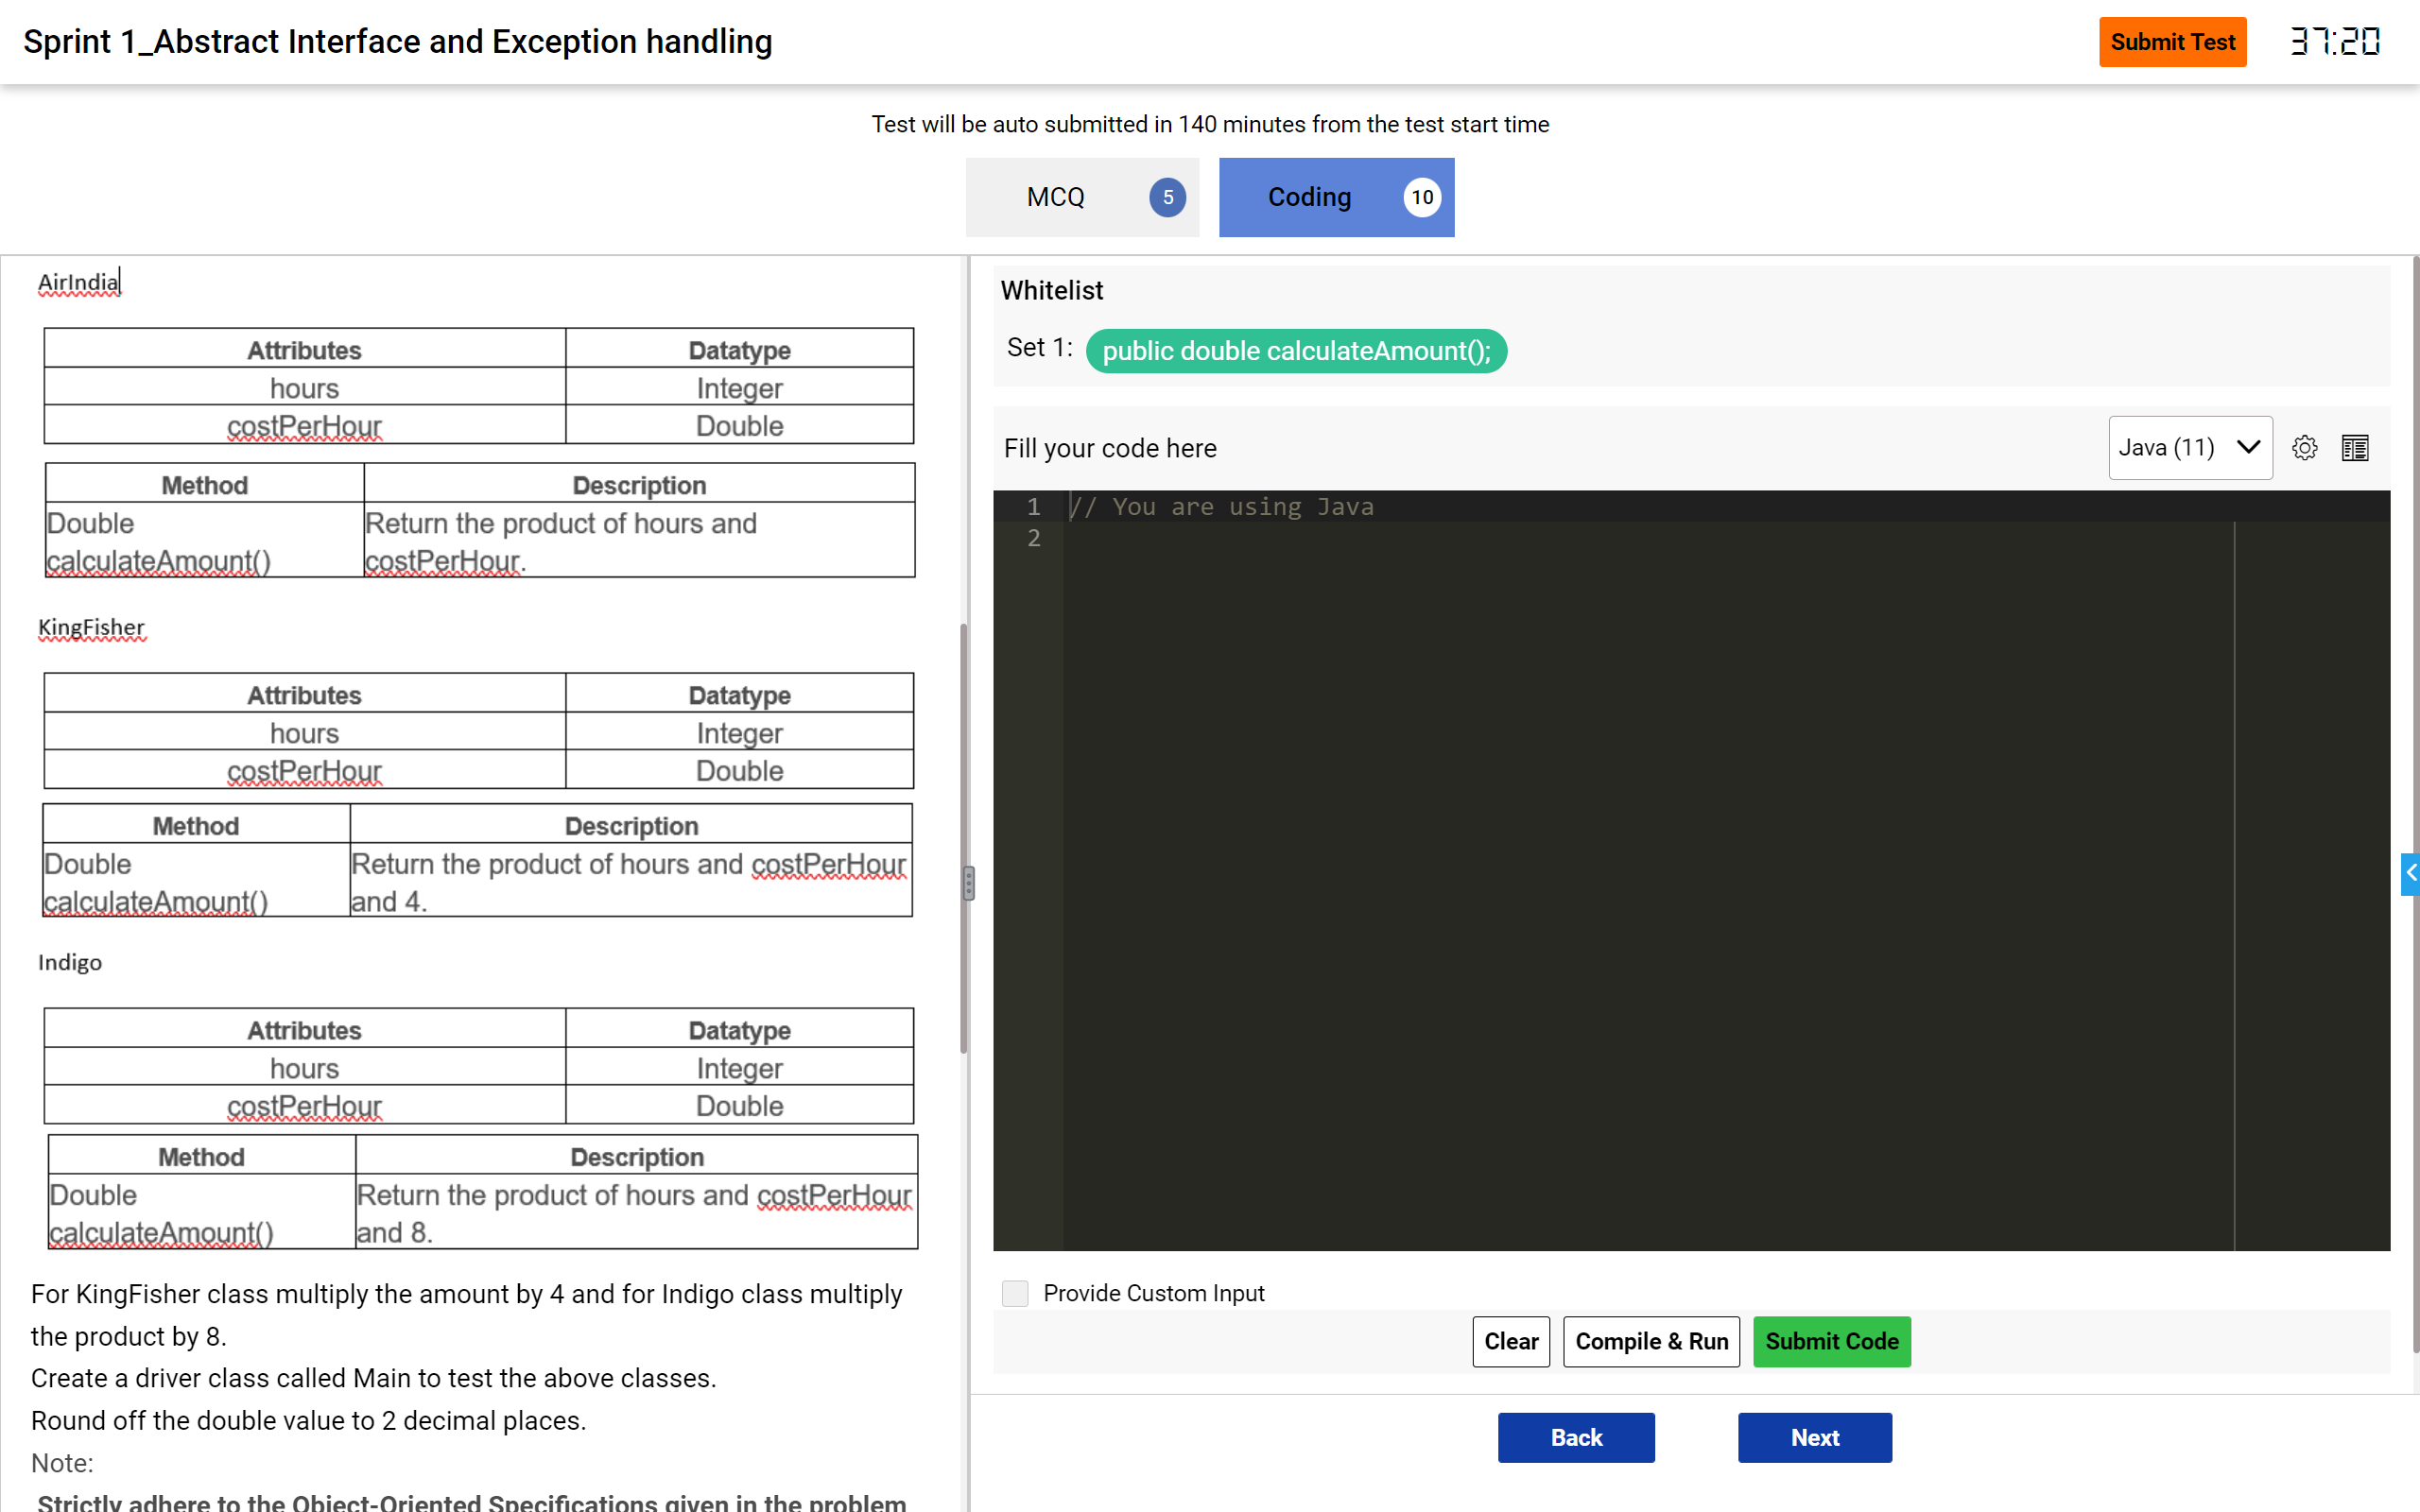 Sprint 1_Abstract Interface and Exception handling
Submit Test
37:20
Test will be auto submitted in 140 minutes from the test start time
MCQ 5
Coding 10
AirIndia
Attributes Datatype
hours Integer
costPerHour Double
Method Description
Double Return the product of hours and
calculateAmount() costPerHour.
KingFisher
Attributes Datatype
hours Integer
costPerHour Double
Method Description
Double Return the product of hours and costPerHour
calculateAmount() and 4.
Indigo
Attributes Datatype
hours Integer
costPerHour Double
Method Description
Double Return the product of hours and costPerHour
calculateAmount() and 8.
For KingFisher class multiply the amount by 4 and for Indigo class multiply
the product by 8.
Create a driver class called Main to test the above classes.
Round off the double value to 2 decimal places.
Note:
Strictly adhere to the Object-Oriented Specifications given in the problem
Whitelist
Set 1: public double calculateAmount();
Fill your code here
Java (11)
1 // You are using Java
2
Provide Custom Input
Clear
Compile & Run
Submit Code
Back
Next